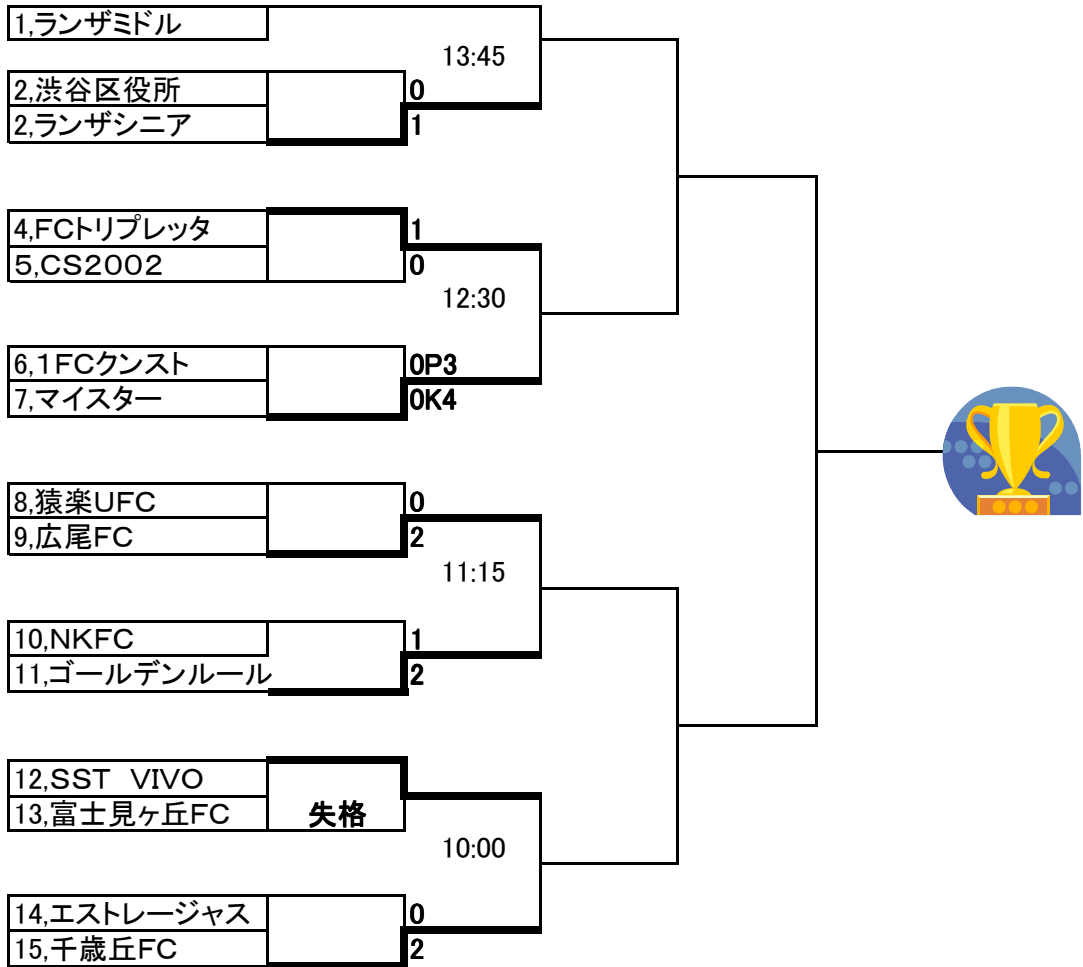 1,ランザミドル
13:45
2,渋谷区役所 0
2,ランザシニア 1
4,FCトリプレッタ 1
5,CS2002 0
12:30
6,1FCクンスト 0P3
7,マイスター 0K4
8,猿楽UFC 0
9,広尾FC 2
11:15
10,NKFC 1
11,ゴールデンルール 2
12,SST　VIVO
13,富士見ヶ丘FC 失格
10:00
14,エストレージャス 0
15,千歳丘FC 2